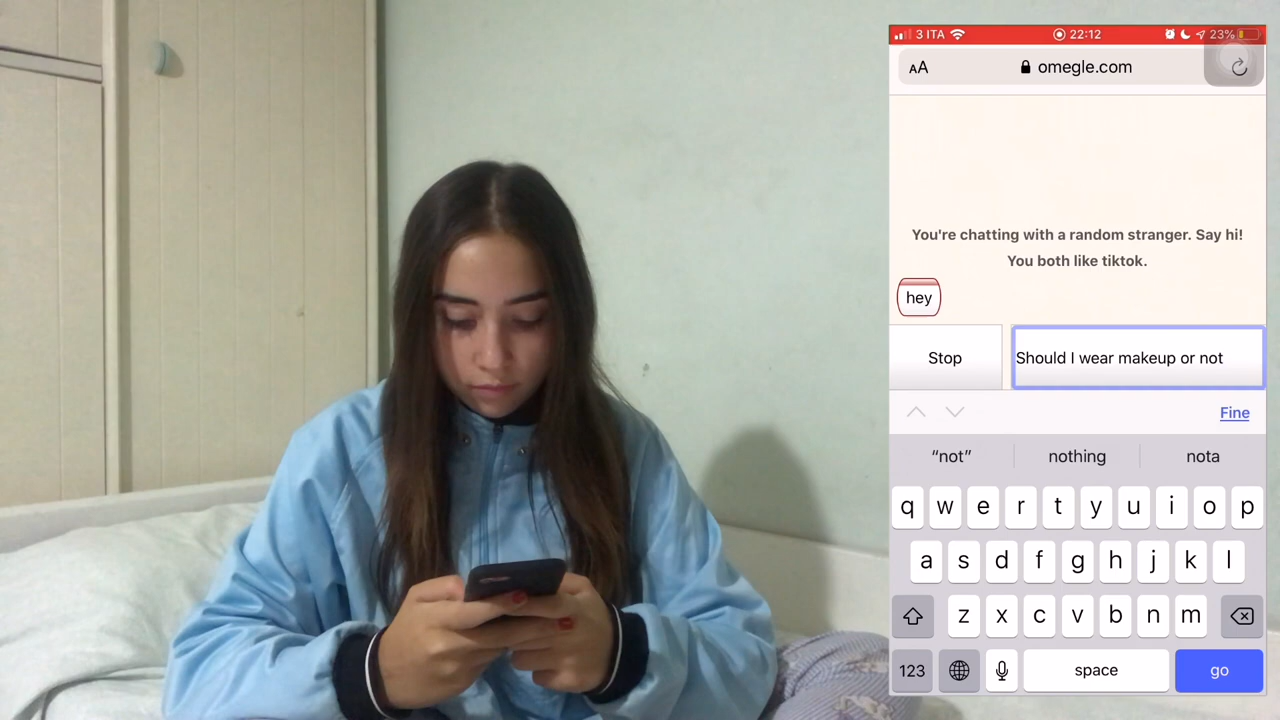 3 ITA 22:12 23%
AA omegle.com
You're chatting with a random stranger. Say hi!
You both like tiktok.
hey
Stop Should I wear makeup or not
Fine
“not” nothing nota
q w e r t y u i o p
a s d f g h j k l
z x c v b n m
123 space go